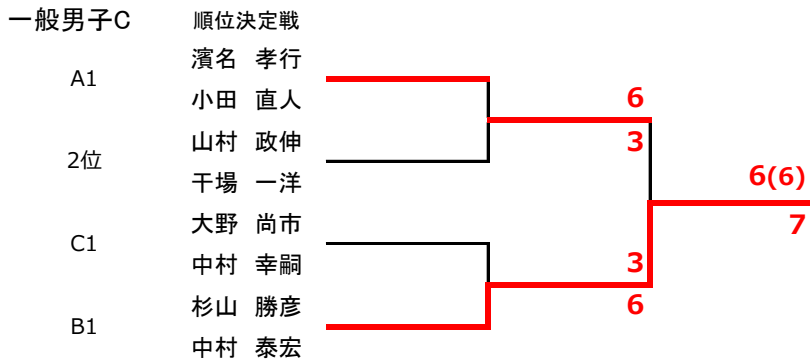 一般男子C 順位決定戦
濱名 孝行
A1
小田 直人
6
山村 政伸
3
2位
干場 一洋
6(6)
大野 尚市
7
C1
中村 幸嗣
3
杉山 勝彦
6
B1
中村 泰宏